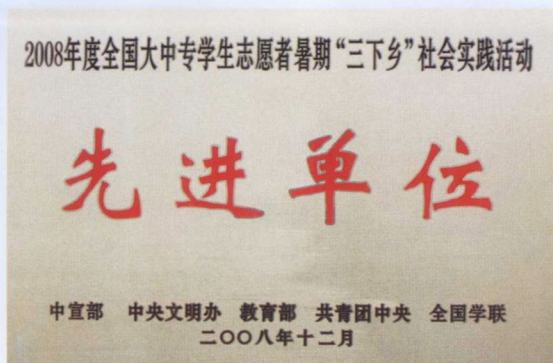 2008年度全国大中专学生志愿者暑期“三下乡”社会实践活动
先进单位
中宣部 中央文明办 教育部 共青团中央 全国学联
二〇〇八年十二月